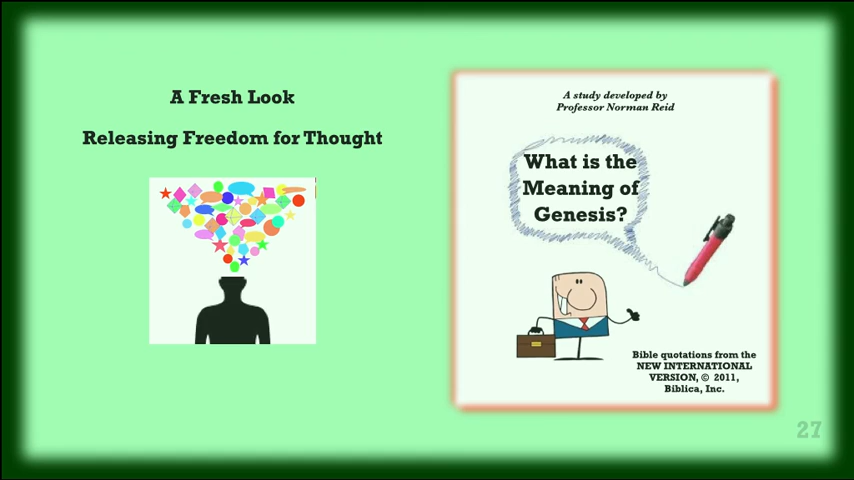 A Fresh Look
Releasing Freedom for Thought
A study developed by
Professor Norman Reid
What is the
Meaning of
Genesis?
Bible quotations from the
NEW INTERNATIONAL
VERSION, © 2011,
Biblica, Inc.
27